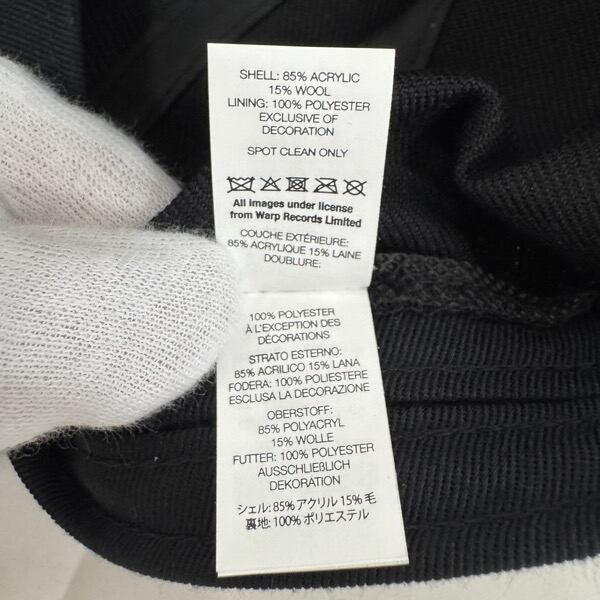 SHELL: 85% ACRYLIC
15% WOOL
LINING: 100% POLYESTER
EXCLUSIVE OF
DECORATION
SPOT CLEAN ONLY
All images under license
from Warp Records Limited
COUCHE EXTÉRIEURE:
85% ACRYLIQUE 15% LAINE
DOUBLURE:
100% POLYESTER
À L'EXCEPTION DES
DÉCORATIONS
STRATO ESTERNO:
85% ACRILICO 15% LANA
FODERA: 100% POLIESTERE
ESCLUSA LA DECORAZIONE
OBERSTOFF:
85% POLYACRYL
15% WOLLE
FUTTER: 100% POLYESTER
AUSSCHLIEßLICH
DEKORATION
シェル: 85% アクリル 15% 毛
裏地: 100% ポリエステル